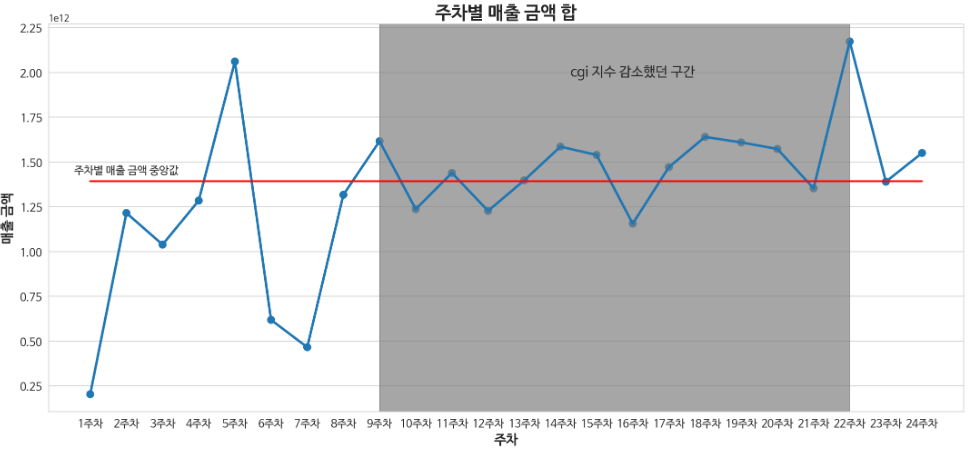 주차별 매출 금액 합
1e12
2.25
2.00
1.75
1.50
1.25
1.00
0.75
0.50
0.25
매출 금액
cgi 지수 감소했던 구간
주차별 매출 금액 중앙값
1주차 2주차 3주차 4주차 5주차 6주차 7주차 8주차 9주차 10주차 11주차 12주차 13주차 14주차 15주차 16주차 17주차 18주차 19주차 20주차 21주차 22주차 23주차 24주차
주차